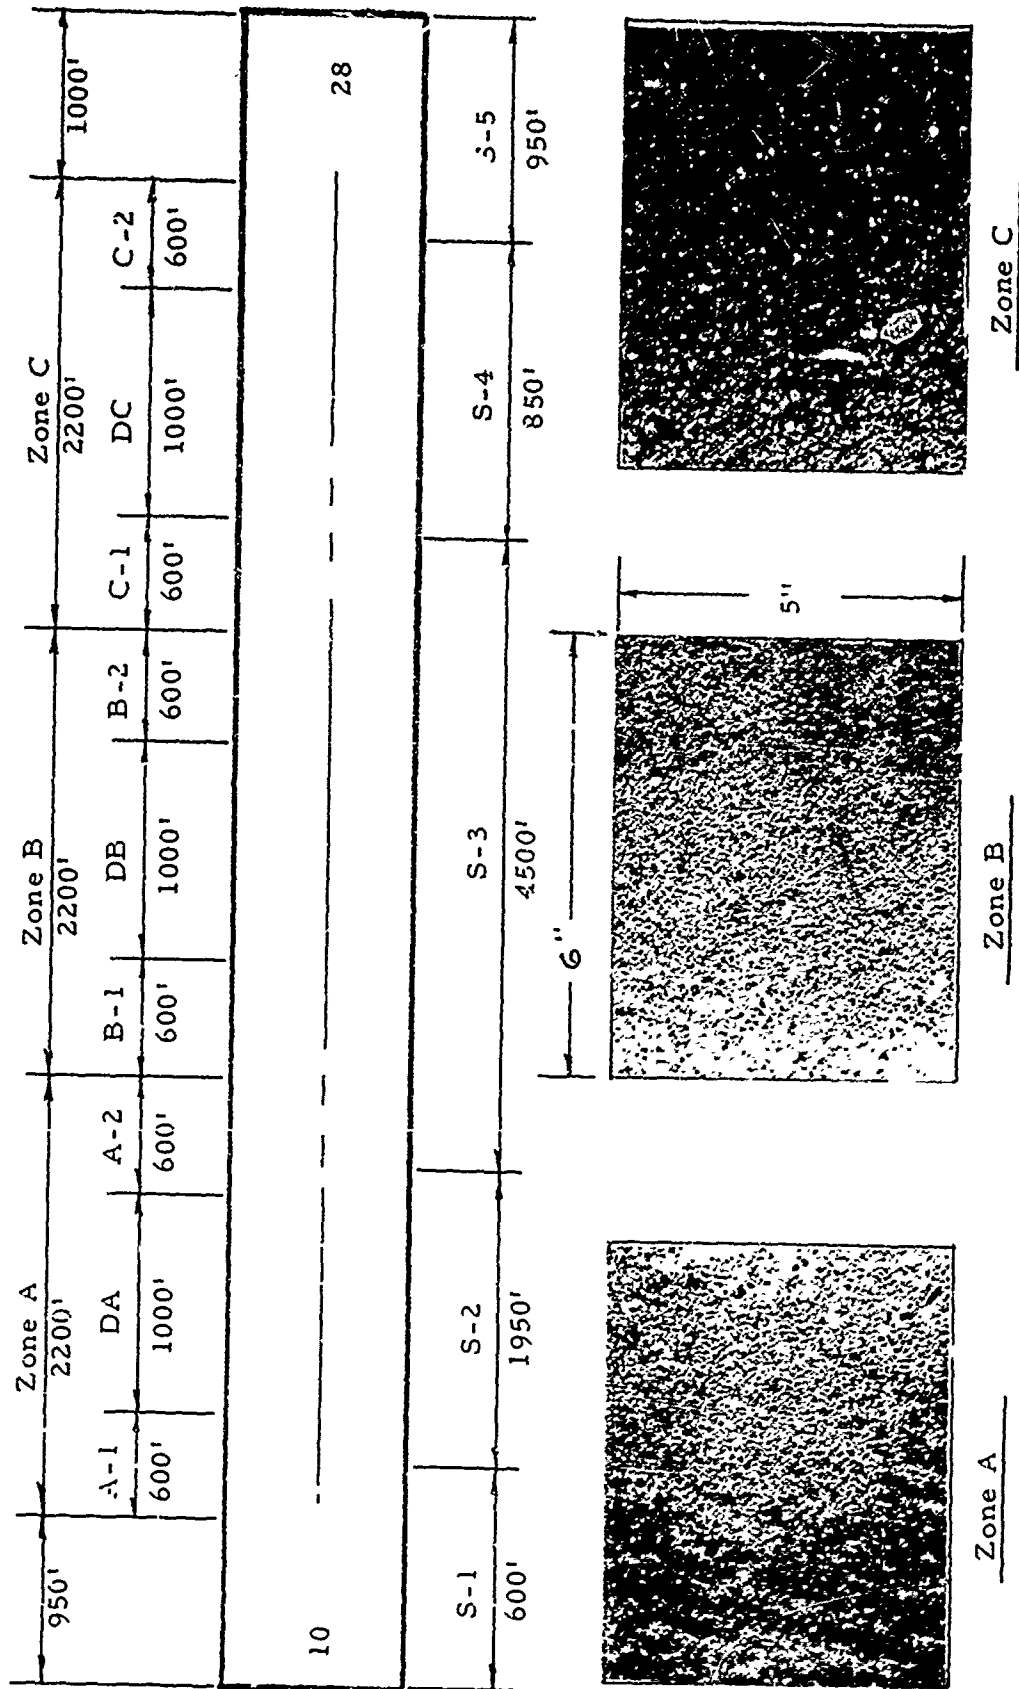 950'
Zone A
2200'
Zone B
2200'
Zone C
2200'
1000'
A-1
600'
DA
1000'
A-2
600'
B-1
600'
DB
1000'
B-2
600'
C-1
600'
DC
1000'
C-2
600'
10
28
S-1
600'
S-2
1950'
S-3
4500'
S-4
850'
S-5
950'
6"
5"
Zone A
Zone B
Zone C